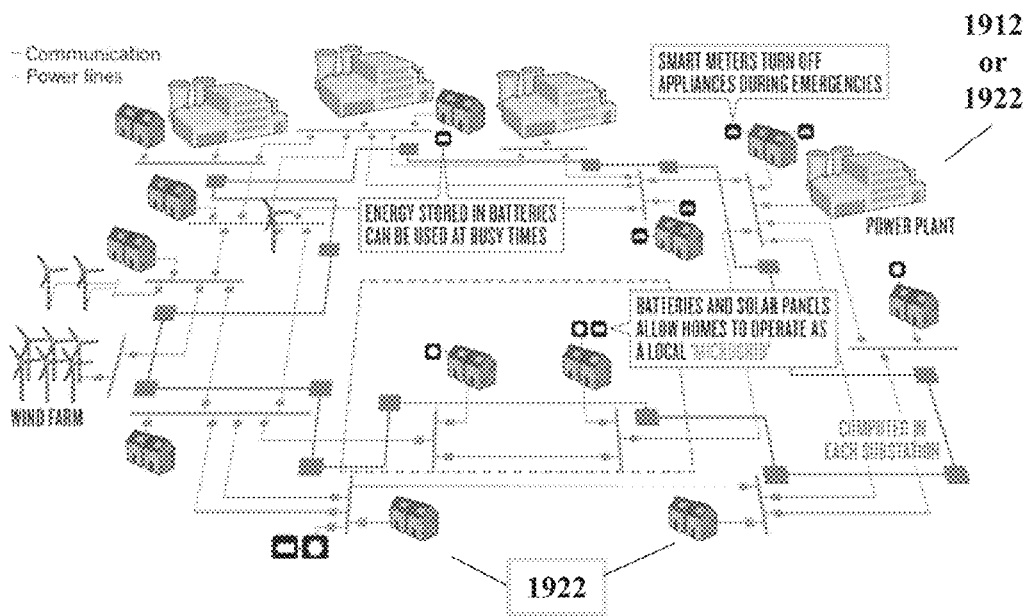 Communication
Power lines
1912
or
1922
SMART METERS TURN OFF
APPLIANCES DURING EMERGENCIES
ENERGY STORED IN BATTERIES
CAN BE USED AT BUSY TIMES
POWER PLANT
BATTERIES AND SOLAR PANELS
ALLOW HOMES TO OPERATE AS
A LOCAL 'MICROGRID'
WIND FARM
COMPUTER IN
EACH SUBSTATION
1922